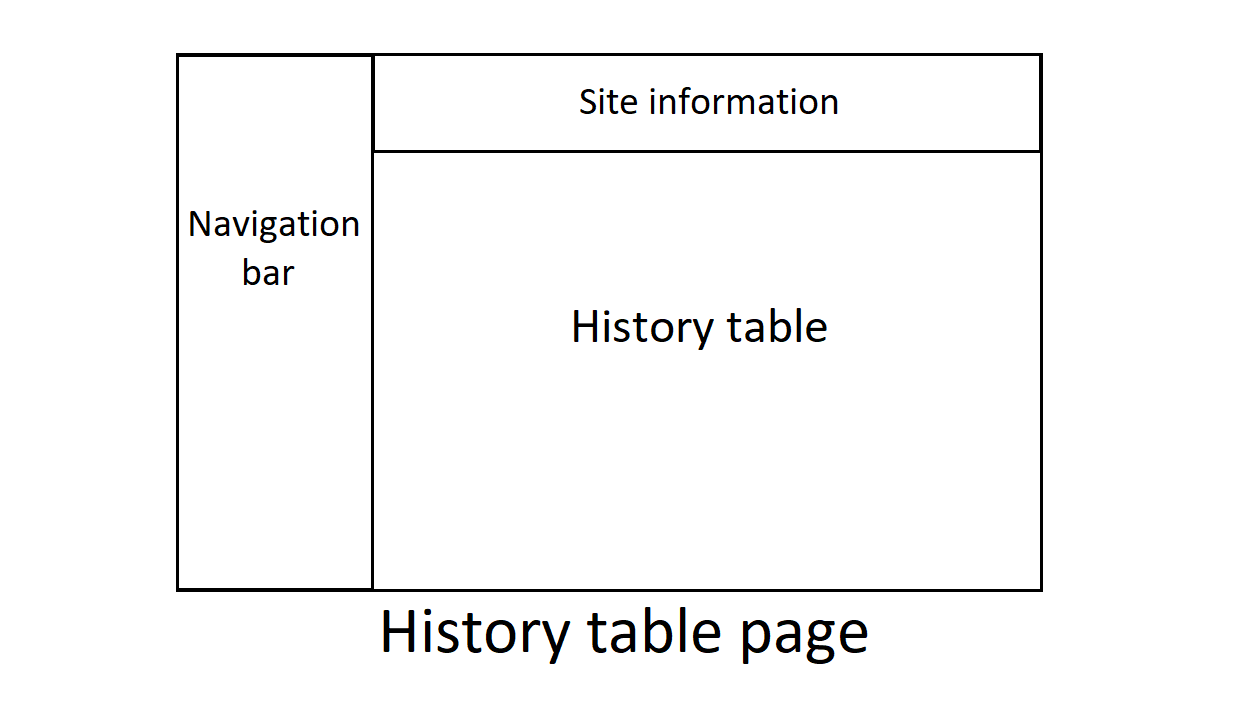 Site information
Navigation
bar
History table
History table page